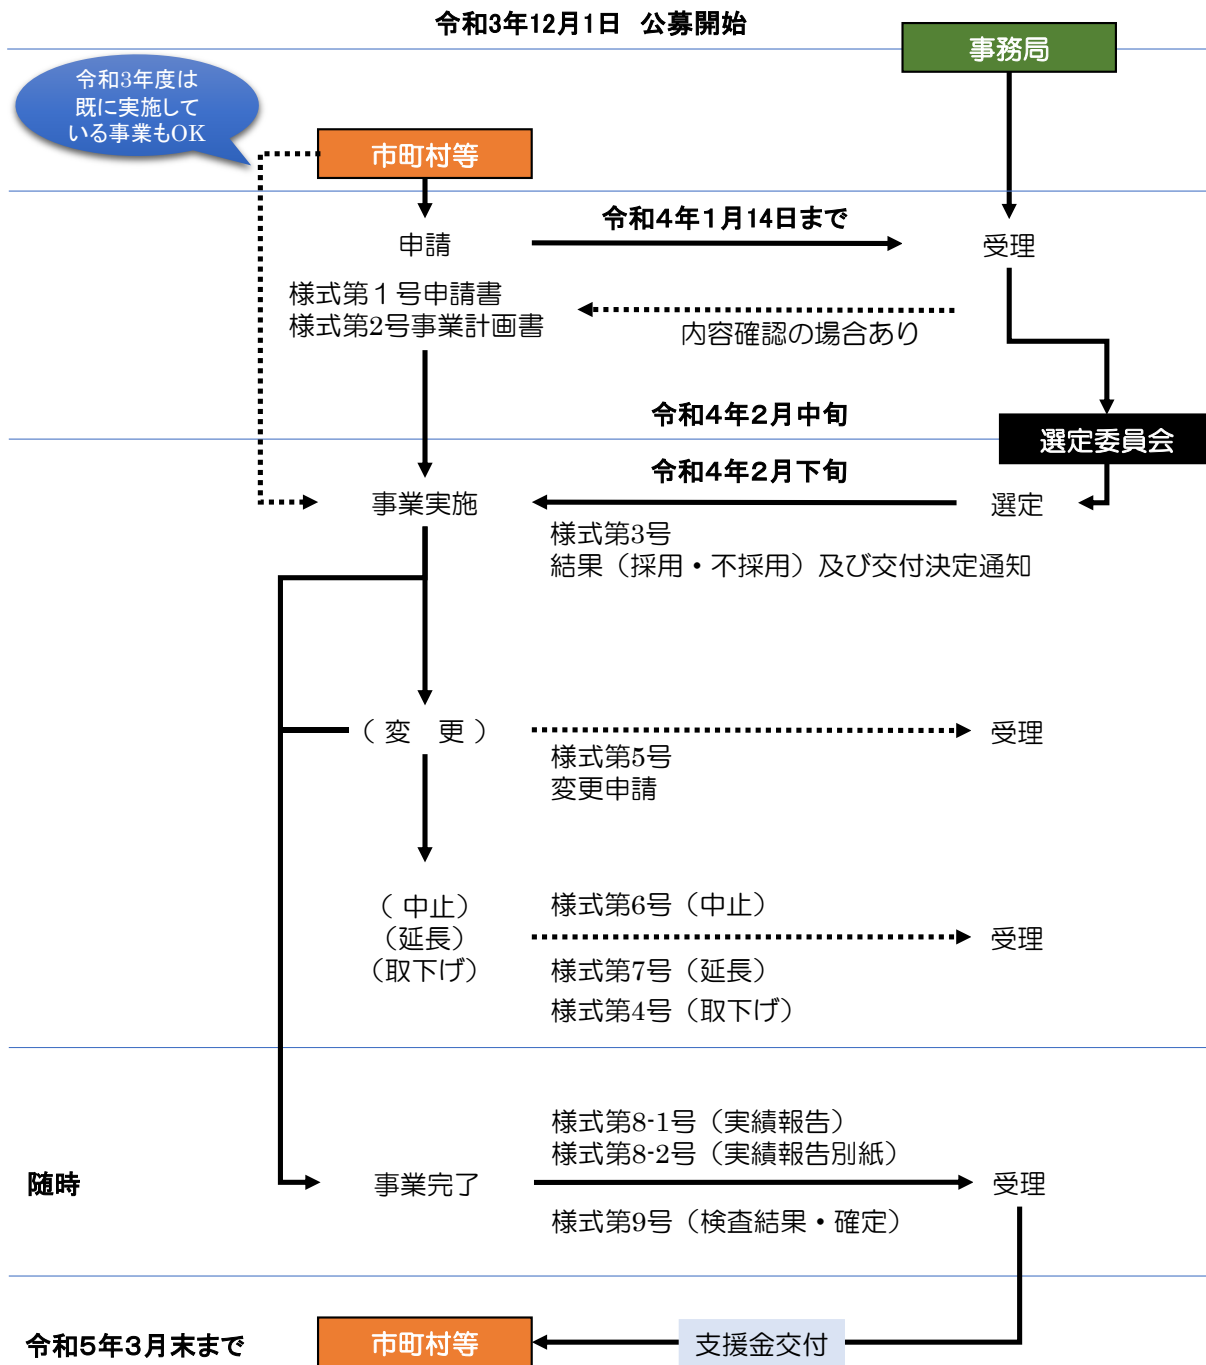 令和3年12月1日 公募開始
事務局
令和3年度は
既に実施して
いる事業もOK
市町村等
令和4年1月14日まで
申請
受理
様式第１号申請書
様式第2号事業計画書
内容確認の場合あり
令和4年2月中旬
選定委員会
令和4年2月下旬
事業実施
選定
様式第3号
結果（採用・不採用）及び交付決定通知
（ 変　更 ）
受理
様式第5号
変更申請
（ 中止）
（延長）
（取下げ）
様式第6号（中止）
受理
様式第7号（延長）
様式第4号（取下げ）
様式第8-1号（実績報告）
様式第8-2号（実績報告別紙）
随時
事業完了
受理
様式第9号（検査結果・確定）
令和5年3月末まで
市町村等
支援金交付